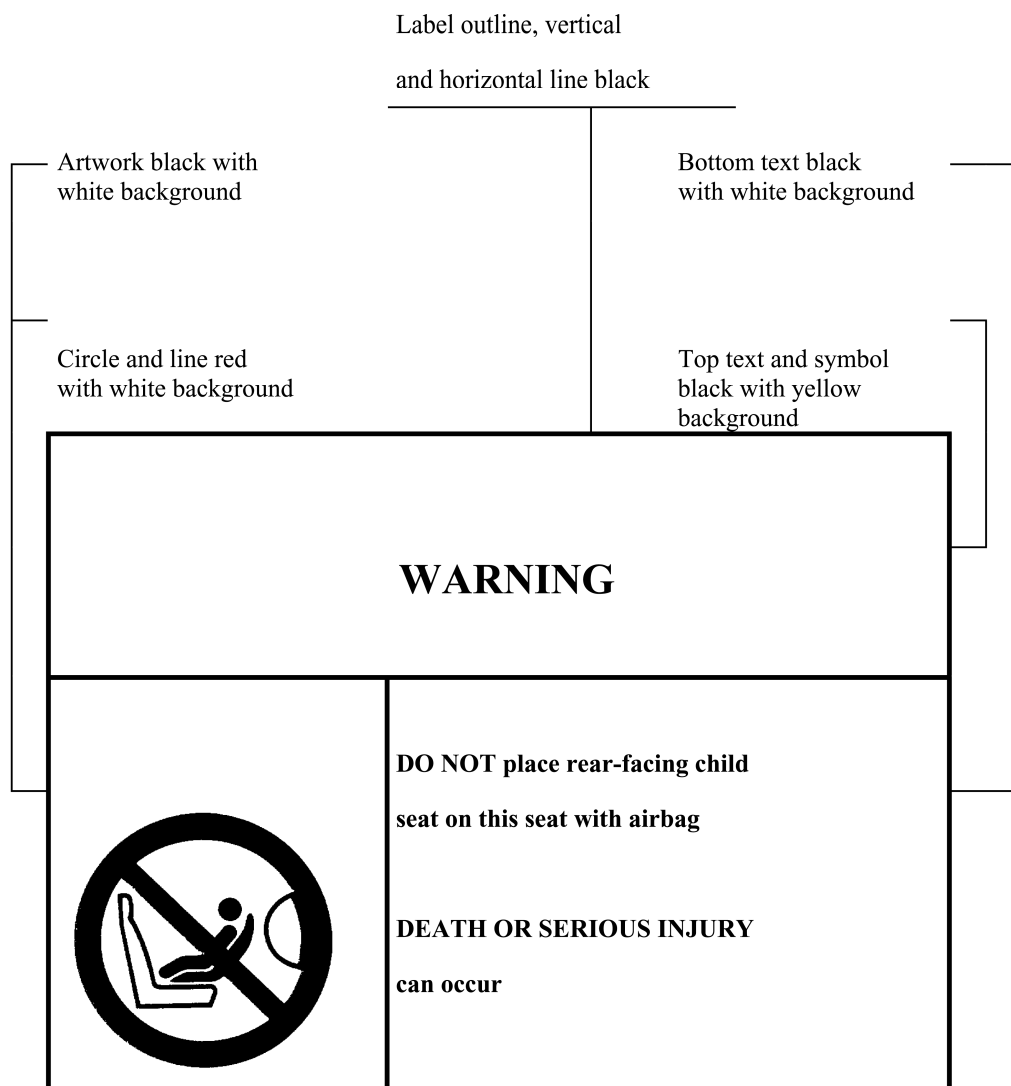 Label outline, vertical
and horizontal line black
Artwork black with
white background
Bottom text black
with white background
Circle and line red
with white background
Top text and symbol
black with yellow
background
WARNING
DO NOT place rear-facing child
seat on this seat with airbag
DEATH OR SERIOUS INJURY
can occur